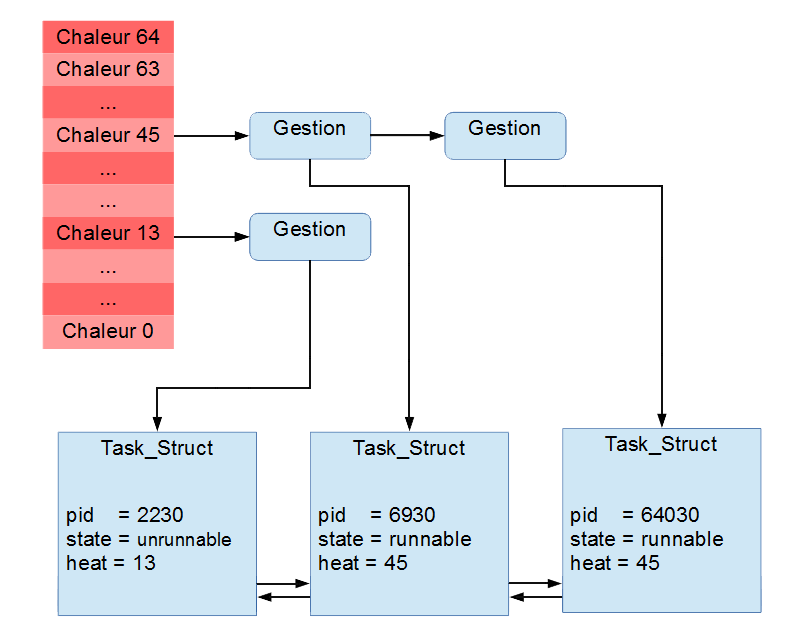 Chaleur 64
Chaleur 63
...
Chaleur 45
...
...
Chaleur 13
...
...
Chaleur 0
Gestion
Gestion
Gestion
Task_Struct
pid = 2230
state = unrunnable
heat = 13
Task_Struct
pid = 6930
state = runnable
heat = 45
Task_Struct
pid = 64030
state = runnable
heat = 45